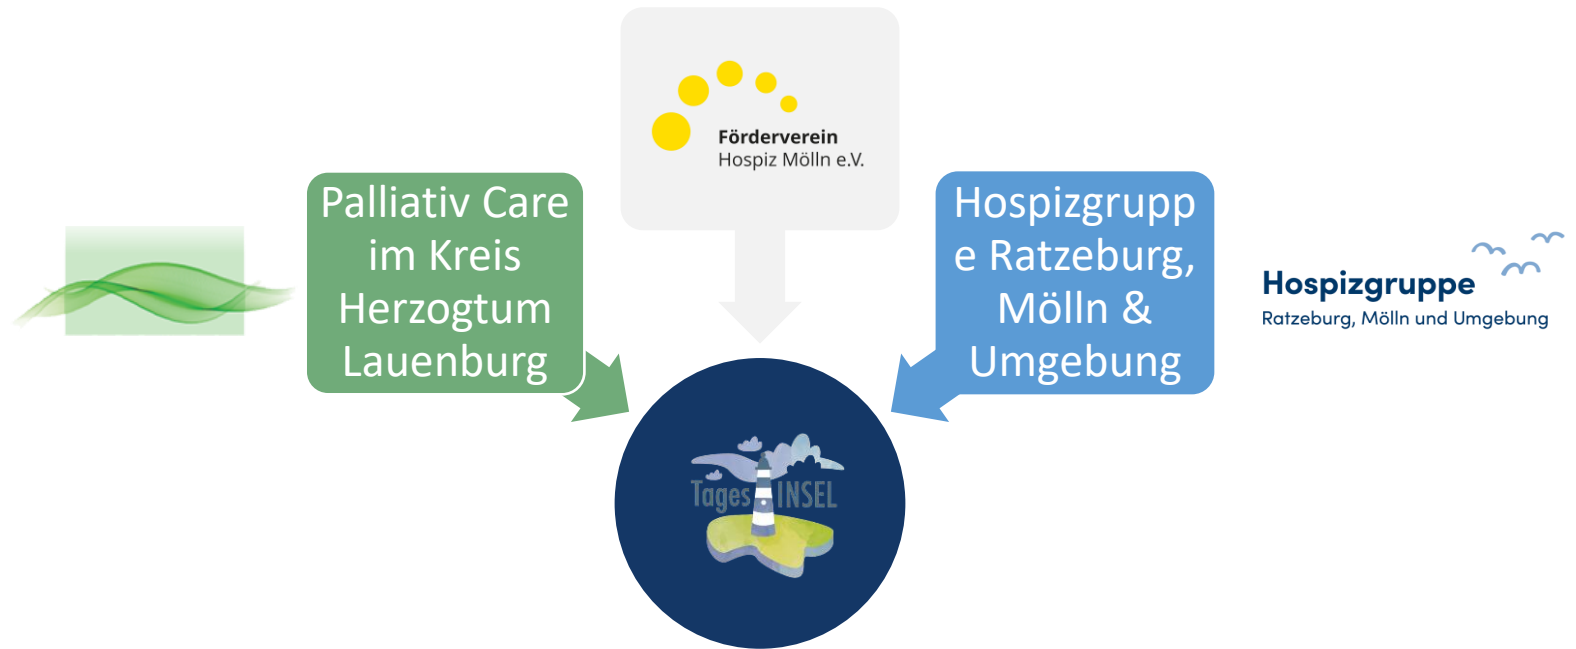 Förderverein
Hospiz Mölln e.V.
Palliativ Care
im Kreis
Herzogtum
Lauenburg
Hospizgrupp
e Ratzeburg,
Mölln &
Umgebung
Hospizgruppe
Ratzeburg, Mölln und Umgebung
Tages INSEL